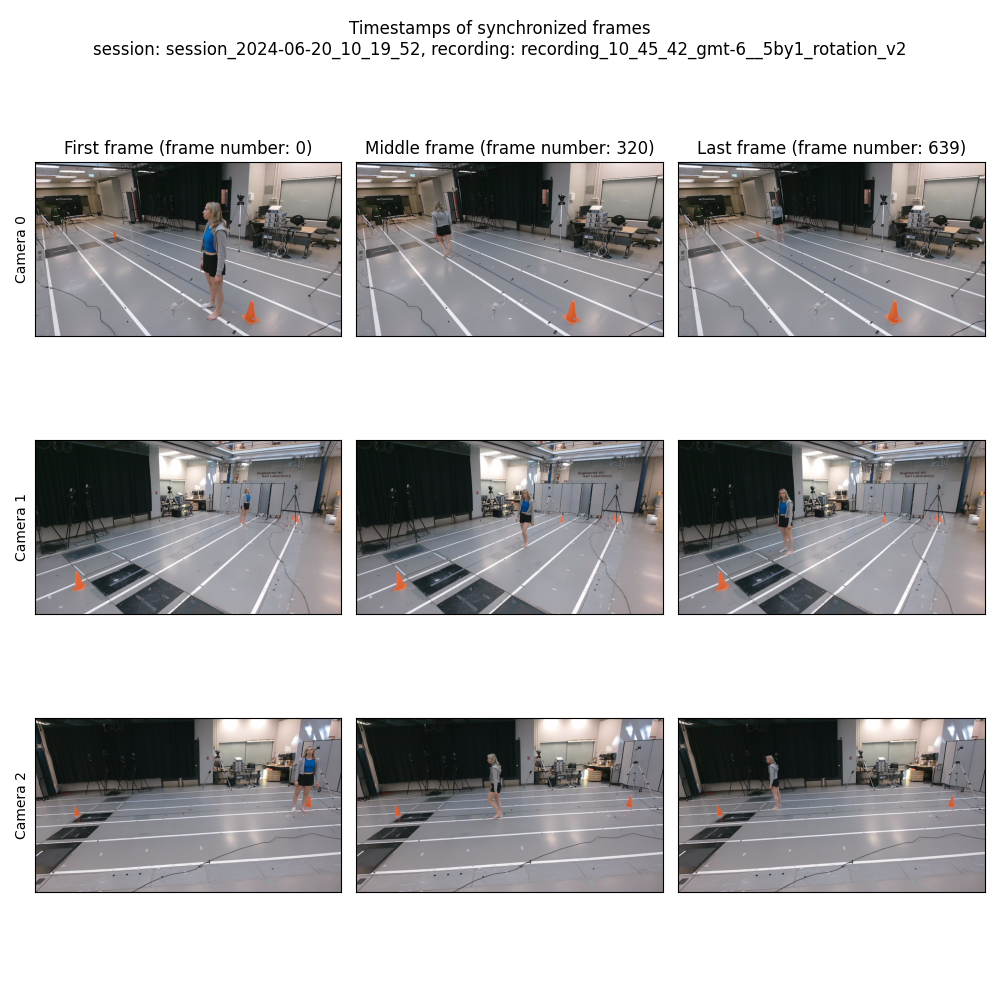 Timestamps of synchronized frames
session: session_2024-06-20_10_19_52, recording: recording_10_45_42_gmt-6__5by1_rotation_v2
First frame (frame number: 0)
Middle frame (frame number: 320)
Last frame (frame number: 639)
Camera 0
Camera 1
Camera 2